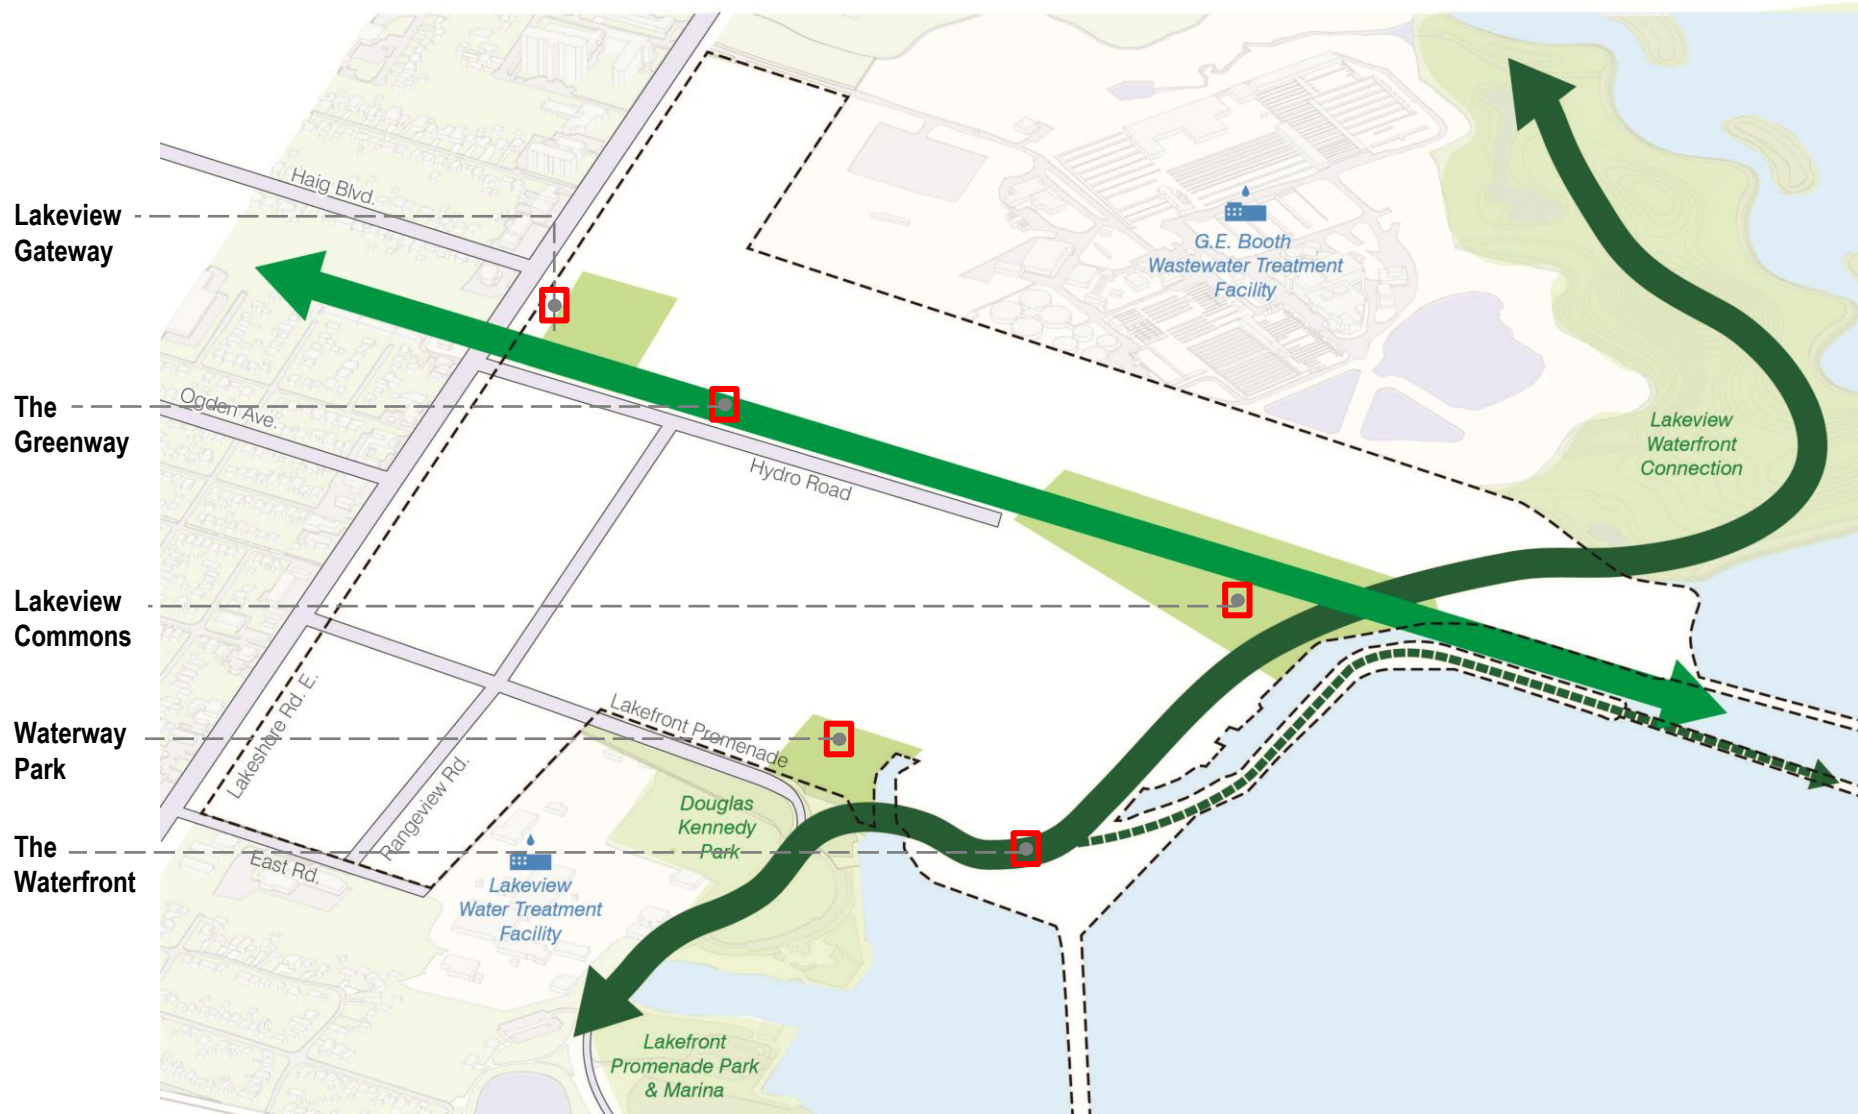 Haig Blvd.
Lakeview
Gateway
G.E. Booth
Wastewater Treatment
Facility
The
Greenway
Ogden Ave.
Hydro Road
Lakeview
Waterfront
Connection
Lakeview
Commons
Lakeshore Rd. E.
Lakefront Promenade
Waterway
Park
Rangeview Rd.
Douglas
Kennedy
Park
The
Waterfront
East Rd.
Lakeview
Water Treatment
Facility
Lakefront
Promenade Park
& Marina